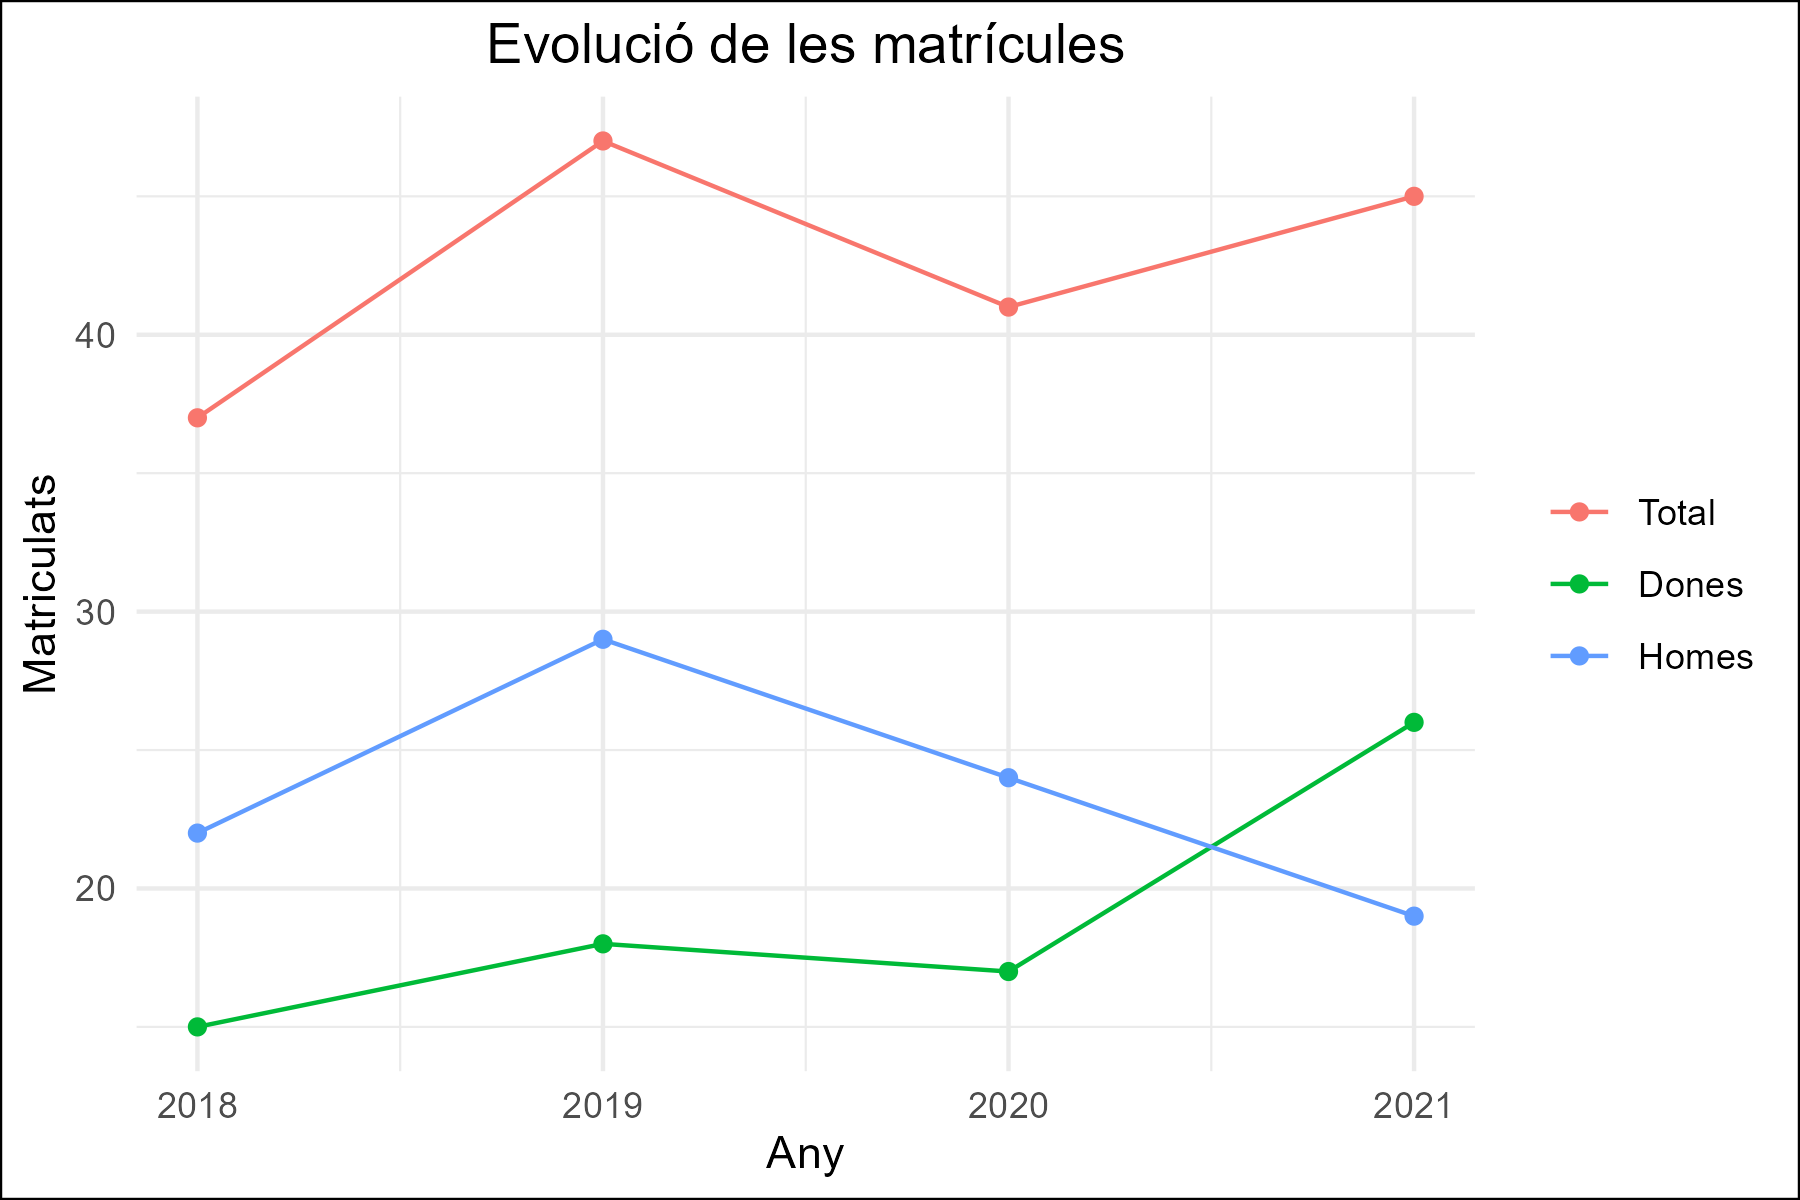 Evolució de les matrícules
Matriculats
40
30
20
2018
2019
2020
2021
Any
Total
Dones
Homes